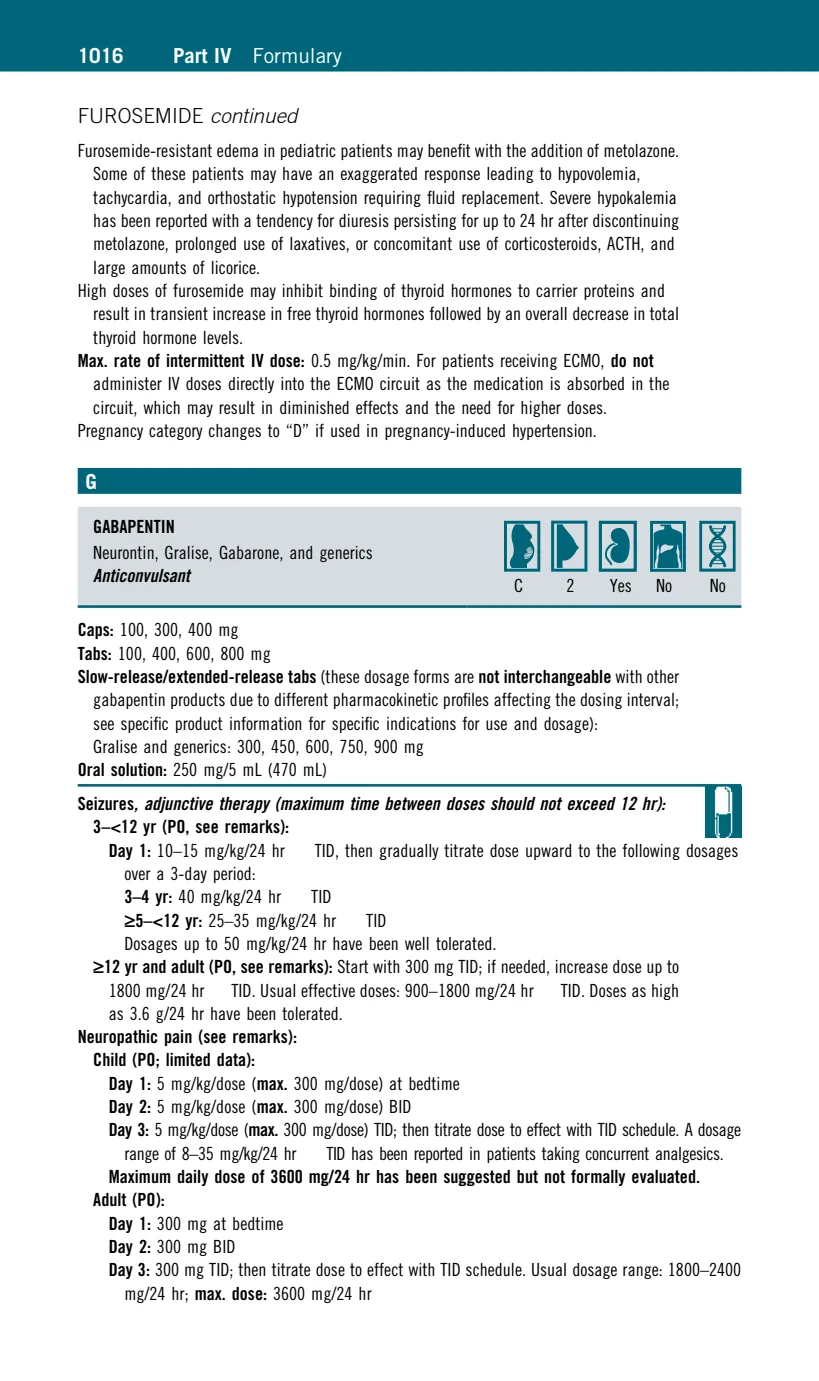 1016 Part IV Formulary
FUROSEMIDE continued
Furosemide-resistant edema in pediatric patients may benefit with the addition of metolazone.
Some of these patients may have an exaggerated response leading to hypovolemia,
tachycardia, and orthostatic hypotension requiring fluid replacement. Severe hypokalemia
has been reported with a tendency for diuresis persisting for up to 24 hr after discontinuing
metolazone, prolonged use of laxatives, or concomitant use of corticosteroids, ACTH, and
large amounts of licorice.
High doses of furosemide may inhibit binding of thyroid hormones to carrier proteins and
result in transient increase in free thyroid hormones followed by an overall decrease in total
thyroid hormone levels.
Max. rate of intermittent IV dose: 0.5 mg/kg/min. For patients receiving ECMO, do not
administer IV doses directly into the ECMO circuit as the medication is absorbed in the
circuit, which may result in diminished effects and the need for higher doses.
Pregnancy category changes to “D” if used in pregnancy-induced hypertension.
G
GABAPENTIN
Neurontin, Gralise, Gabarone, and generics
Anticonvulsant
C 2 Yes No No
Caps: 100, 300, 400 mg
Tabs: 100, 400, 600, 800 mg
Slow-release/extended-release tabs (these dosage forms are not interchangeable with other
gabapentin products due to different pharmacokinetic profiles affecting the dosing interval;
see specific product information for specific indications for use and dosage):
Gralise and generics: 300, 450, 600, 750, 900 mg
Oral solution: 250 mg/5 mL (470 mL)
Seizures, adjunctive therapy (maximum time between doses should not exceed 12 hr):
3–<12 yr (PO, see remarks):
Day 1: 10–15 mg/kg/24 hr TID, then gradually titrate dose upward to the following dosages
over a 3-day period:
3–4 yr: 40 mg/kg/24 hr TID
≥5–<12 yr: 25–35 mg/kg/24 hr TID
Dosages up to 50 mg/kg/24 hr have been well tolerated.
≥12 yr and adult (PO, see remarks): Start with 300 mg TID; if needed, increase dose up to
1800 mg/24 hr TID. Usual effective doses: 900–1800 mg/24 hr TID. Doses as high
as 3.6 g/24 hr have been tolerated.
Neuropathic pain (see remarks):
Child (PO; limited data):
Day 1: 5 mg/kg/dose (max. 300 mg/dose) at bedtime
Day 2: 5 mg/kg/dose (max. 300 mg/dose) BID
Day 3: 5 mg/kg/dose (max. 300 mg/dose) TID; then titrate dose to effect with TID schedule. A dosage
range of 8–35 mg/kg/24 hr TID has been reported in patients taking concurrent analgesics.
Maximum daily dose of 3600 mg/24 hr has been suggested but not formally evaluated.
Adult (PO):
Day 1: 300 mg at bedtime
Day 2: 300 mg BID
Day 3: 300 mg TID; then titrate dose to effect with TID schedule. Usual dosage range: 1800–2400
mg/24 hr; max. dose: 3600 mg/24 hr